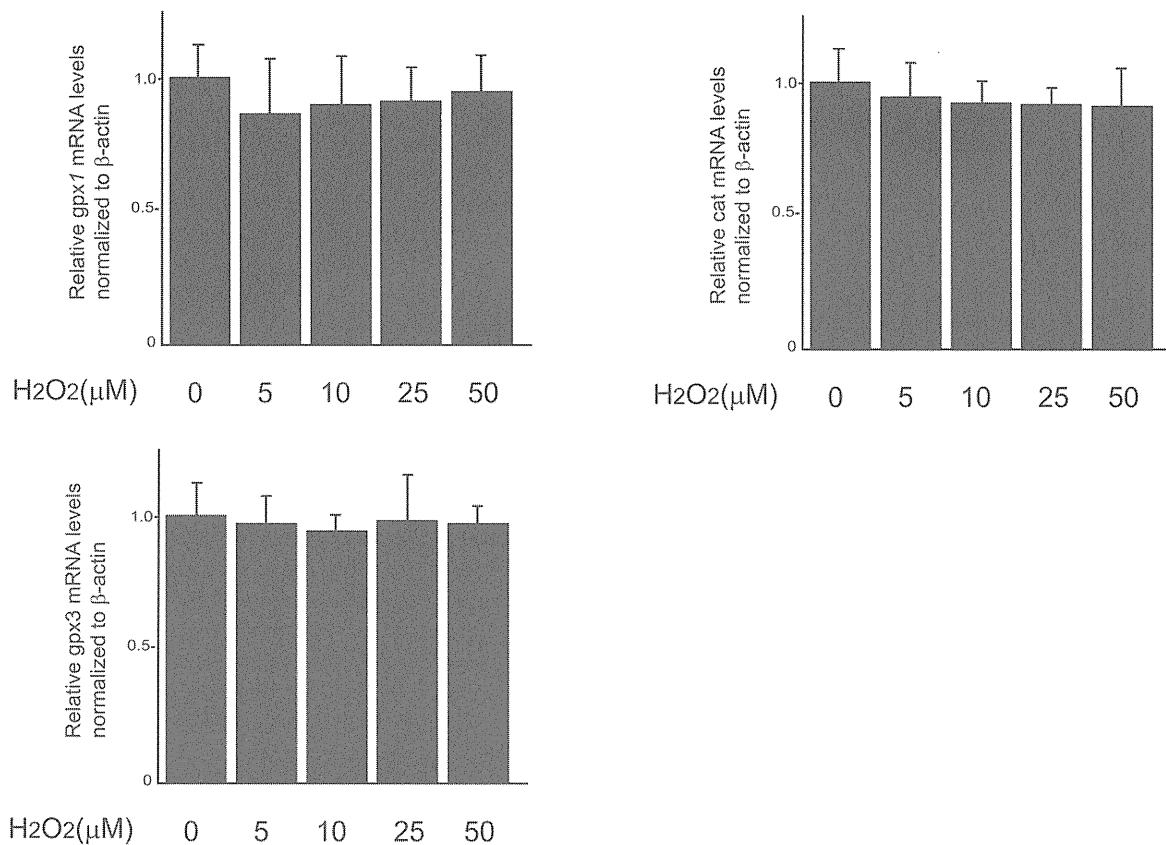 Relative gpx1 mRNA levels
normalized to β-actin
1.0
0.5
0
H2O2(μM) 0 5 10 25 50
Relative cat mRNA levels
normalized to β-actin
1.0
0.5
0
H2O2(μM) 0 5 10 25 50
Relative gpx3 mRNA levels
normalized to β-actin
1.0
0.5
0
H2O2(μM) 0 5 10 25 50